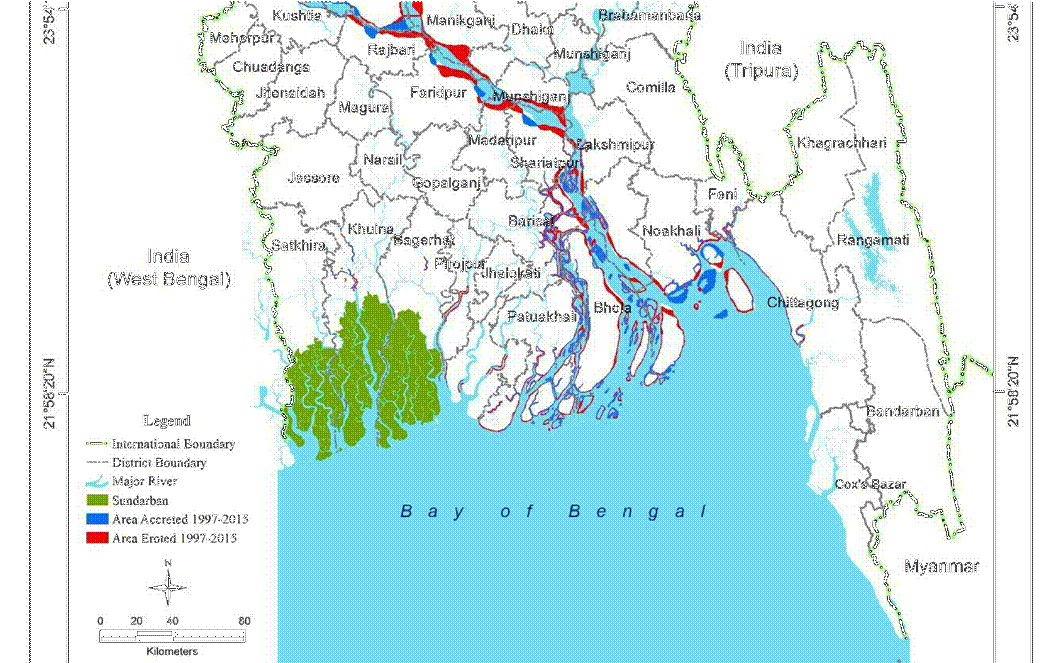 23°54'
23°54'
Kushtia
Manikganj
Brahamanbaria
Meherpur
Rajbari
Dhaka
India
(Tripura)
Munshiganj
Chuadanga
Jhenaidah
Faridpur
Munshiganj
Comilla
Magura
Madaripur
Lakshmipur
Khagrachhari
Narail
Shariatpur
Jessore
Gopalganj
Feni
Barisal
Noakhali
Khulna
Bagerhat
Satkhira
Rangamati
India
(West Bengal)
Pirojpur
Jhalokati
Bhola
Chittagong
Patuakhali
21°58'20"N
21°58'20"N
Bandarban
Legend
International Boundary
District Boundary
Major River
Sundarban
Area Accreted 1997-2015
Area Eroted 1997-2015
Cox's Bazar
Bay of Bengal
Myanmar
N
0 20 40 80
Kilometers